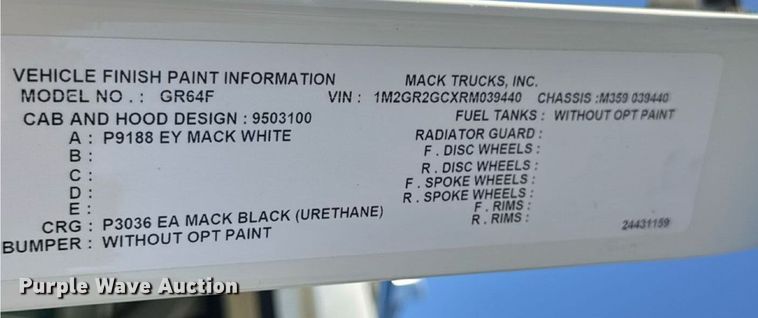 VEHICLE FINISH PAINT INFORMATION MACK TRUCKS, INC.
MODEL NO . : GR64F VIN : 1M2GR2GCXRM039440 CHASSIS :M359 039440
CAB AND HOOD DESIGN : 9503100 FUEL TANKS : WITHOUT OPT PAINT
A : P9188 EY MACK WHITE RADIATOR GUARD :
B : F . DISC WHEELS :
C : R . DISC WHEELS :
D : F . SPOKE WHEELS :
E : R . SPOKE WHEELS :
F . RIMS :
CRG : P3036 EA MACK BLACK (URETHANE) R . RIMS : 24431159
BUMPER : WITHOUT OPT PAINT
Purple Wave Auction